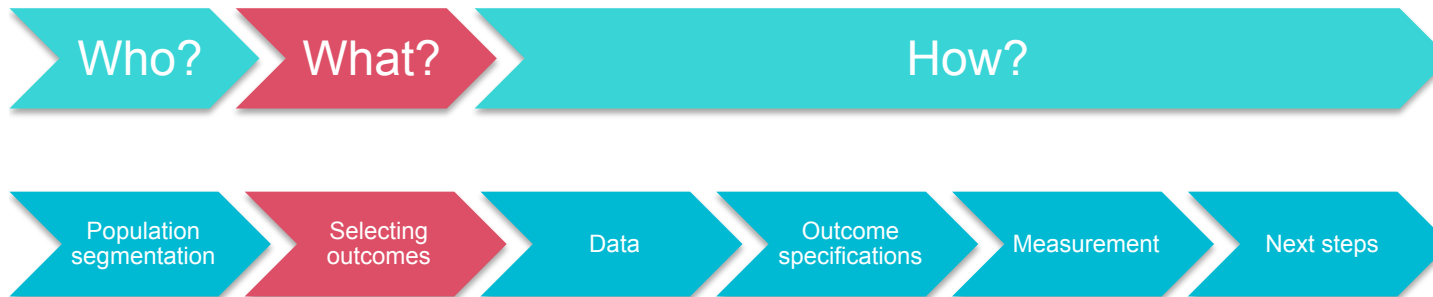 Who?
What?
How?
Population
segmentation
Selecting
outcomes
Data
Outcome
specifications
Measurement
Next steps